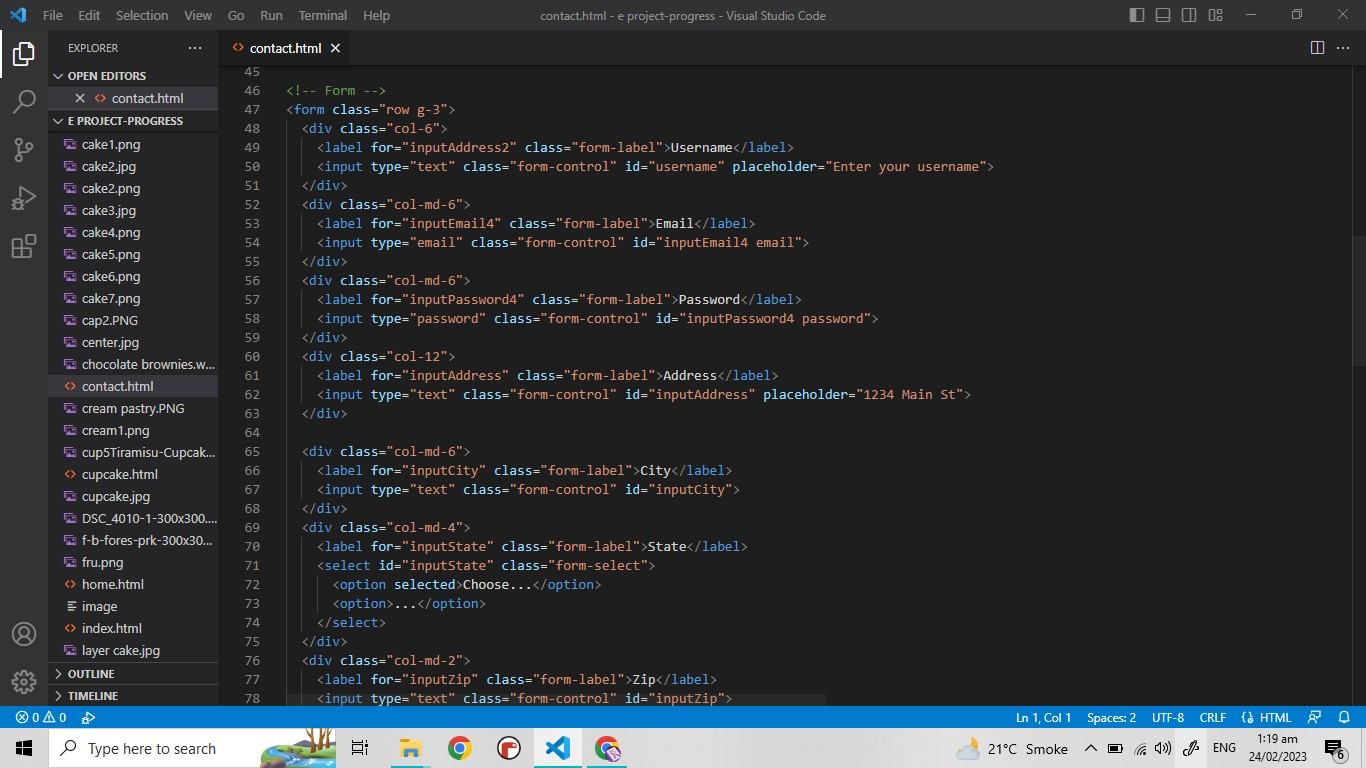 File Edit Selection View Go Run Terminal Help
contact.html - e project-progress - Visual Studio Code
EXPLORER
OPEN EDITORS
contact.html
E PROJECT-PROGRESS
cake1.png
cake2.jpg
cake2.png
cake3.jpg
cake4.png
cake5.png
cake6.png
cake7.png
cap2.PNG
center.jpg
chocolate brownies.w...
contact.html
cream pastry.PNG
cream1.png
cup5Tiramisu-Cupcak...
cupcake.html
cupcake.jpg
DSC_4010-1-300x300....
f-b-fores-prk-300x30...
fru.png
home.html
image
index.html
layer cake.jpg
OUTLINE
TIMELINE
contact.html
45
46 <!-- Form -->
47 <form class="row g-3">
48 <div class="col-6">
49 <label for="inputAddress2" class="form-label">Username</label>
50 <input type="text" class="form-control" id="username" placeholder="Enter your username">
51 </div>
52 <div class="col-md-6">
53 <label for="inputEmail4" class="form-label">Email</label>
54 <input type="email" class="form-control" id="inputEmail4 email">
55 </div>
56 <div class="col-md-6">
57 <label for="inputPassword4" class="form-label">Password</label>
58 <input type="password" class="form-control" id="inputPassword4 password">
59 </div>
60 <div class="col-12">
61 <label for="inputAddress" class="form-label">Address</label>
62 <input type="text" class="form-control" id="inputAddress" placeholder="1234 Main St">
63 </div>
64
65 <div class="col-md-6">
66 <label for="inputCity" class="form-label">City</label>
67 <input type="text" class="form-control" id="inputCity">
68 </div>
69 <div class="col-md-4">
70 <label for="inputState" class="form-label">State</label>
71 <select id="inputState" class="form-select">
72 <option selected>Choose...</option>
73 <option>...</option>
74 </select>
75 </div>
76 <div class="col-md-2">
77 <label for="inputZip" class="form-label">Zip</label>
78 <input type="text" class="form-control" id="inputZip">
0 0 Ln 1, Col 1 Spaces: 2 UTF-8 CRLF HTML
Type here to search
21°C Smoke
ENG
1:19 am
24/02/2023
6